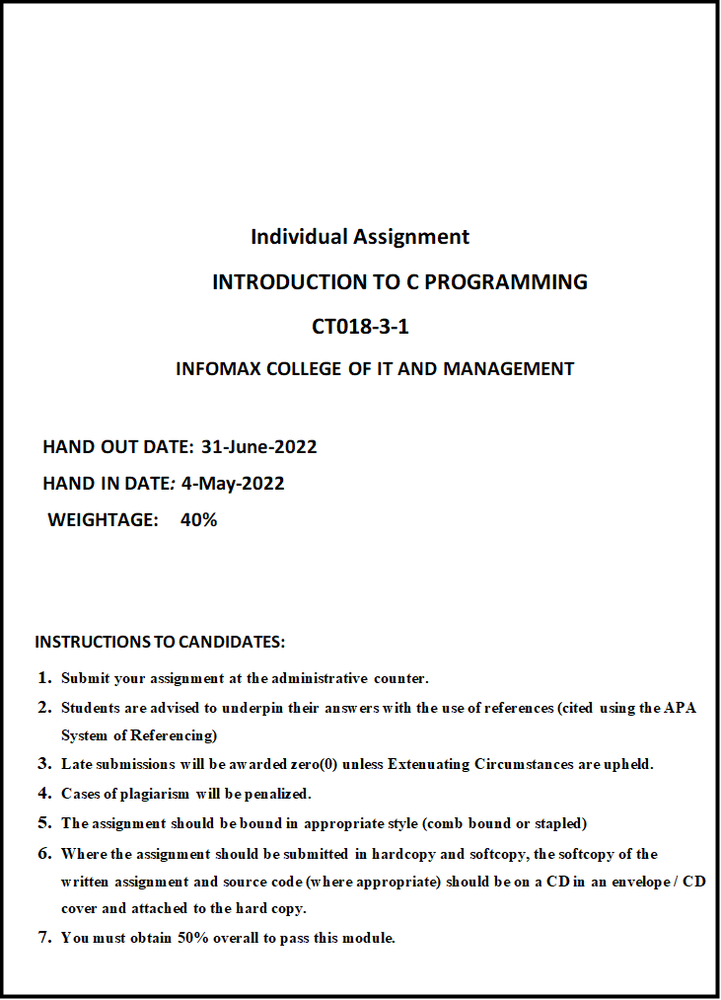 Individual Assignment
INTRODUCTION TO C PROGRAMMING
CT018-3-1
INFOMAX COLLEGE OF IT AND MANAGEMENT
HAND OUT DATE: 31-June-2022
HAND IN DATE: 4-May-2022
WEIGHTAGE: 40%
INSTRUCTIONS TO CANDIDATES:
1. Submit your assignment at the administrative counter.
2. Students are advised to underpin their answers with the use of references (cited using the APA
System of Referencing)
3. Late submissions will be awarded zero(0) unless Extenuating Circumstances are upheld.
4. Cases of plagiarism will be penalized.
5. The assignment should be bound in appropriate style (comb bound or stapled)
6. Where the assignment should be submitted in hardcopy and softcopy, the softcopy of the
written assignment and source code (where appropriate) should be on a CD in an envelope / CD
cover and attached to the hard copy.
7. You must obtain 50% overall to pass this module.